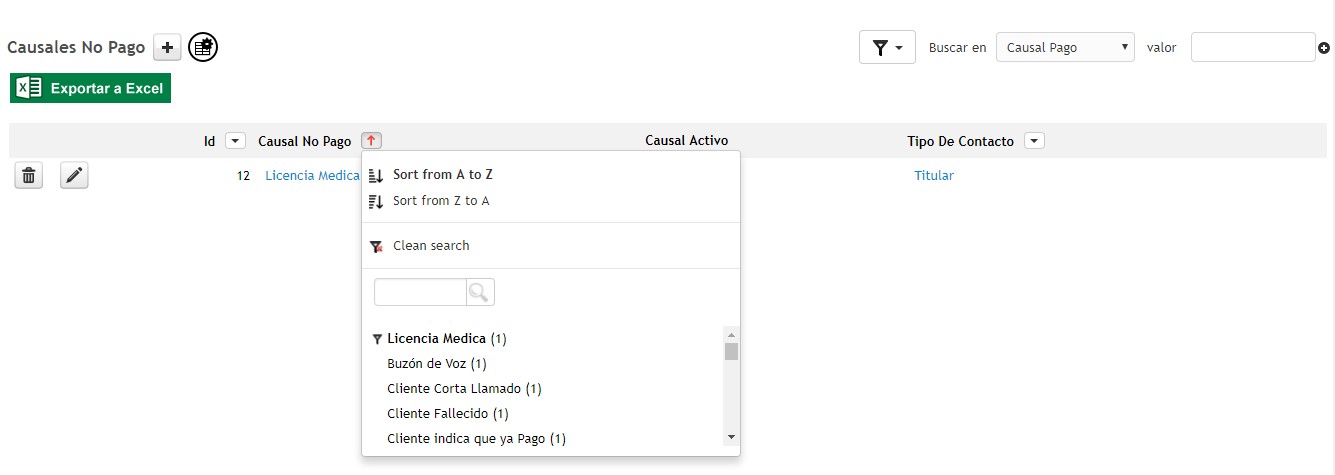 Causales No Pago
Buscar en Causal Pago valor
Exportar a Excel
Id Causal No Pago Causal Activo Tipo De Contacto
12 Licencia Medica Titular
Sort from A to Z
Sort from Z to A
Clean search
Licencia Medica (1)
Buzón de Voz (1)
Cliente Corta Llamado (1)
Cliente Fallecido (1)
Cliente indica que ya Pago (1)